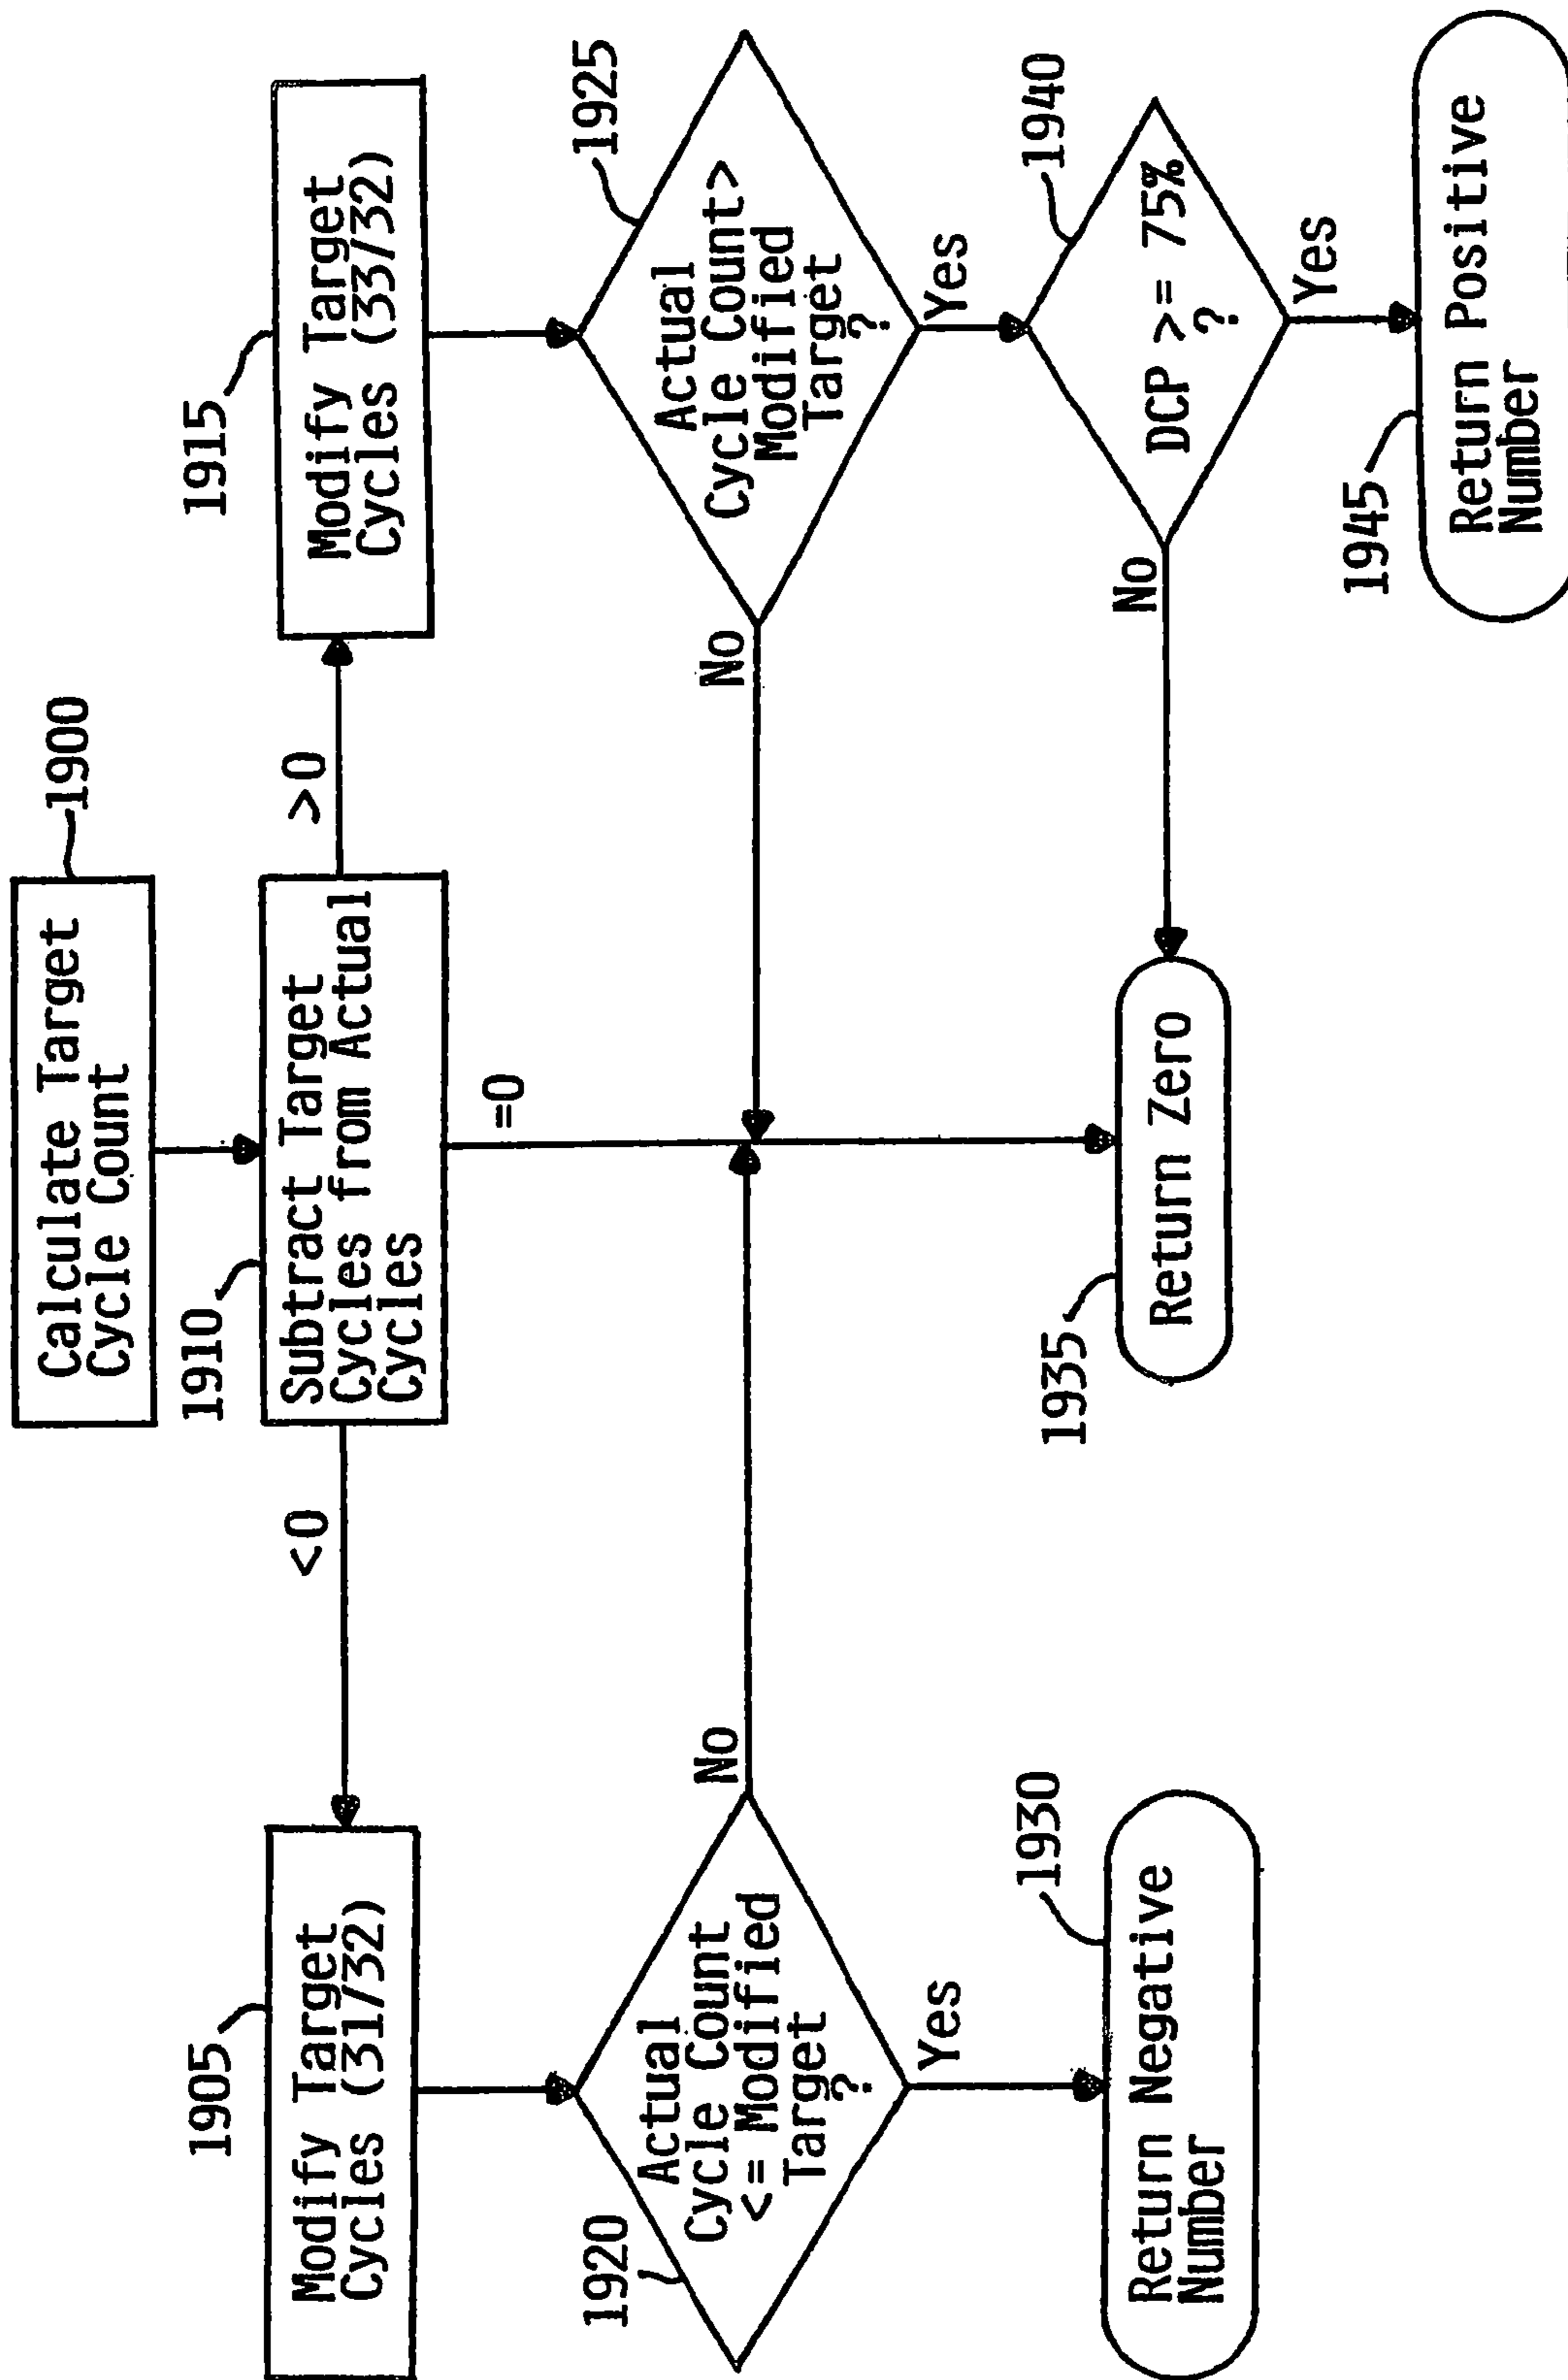 Calculate Target
Cycle Count
1900
1910
Subtract Target
Cycles from Actual
Cycles
<0
>0
=0
1905
Modify Target
Cycles (31/32)
1915
Modify Target
Cycles (33/32)
1920
Actual
Cycle Count
<= Modified
Target
?
No
Yes
1925
Actual
Cycle Count>
Modified
Target
?
No
Yes
1930
Return Negative
Number
1935
Return Zero
1940
DCP >= 75%
?
No
Yes
1945
Return Positive
Number